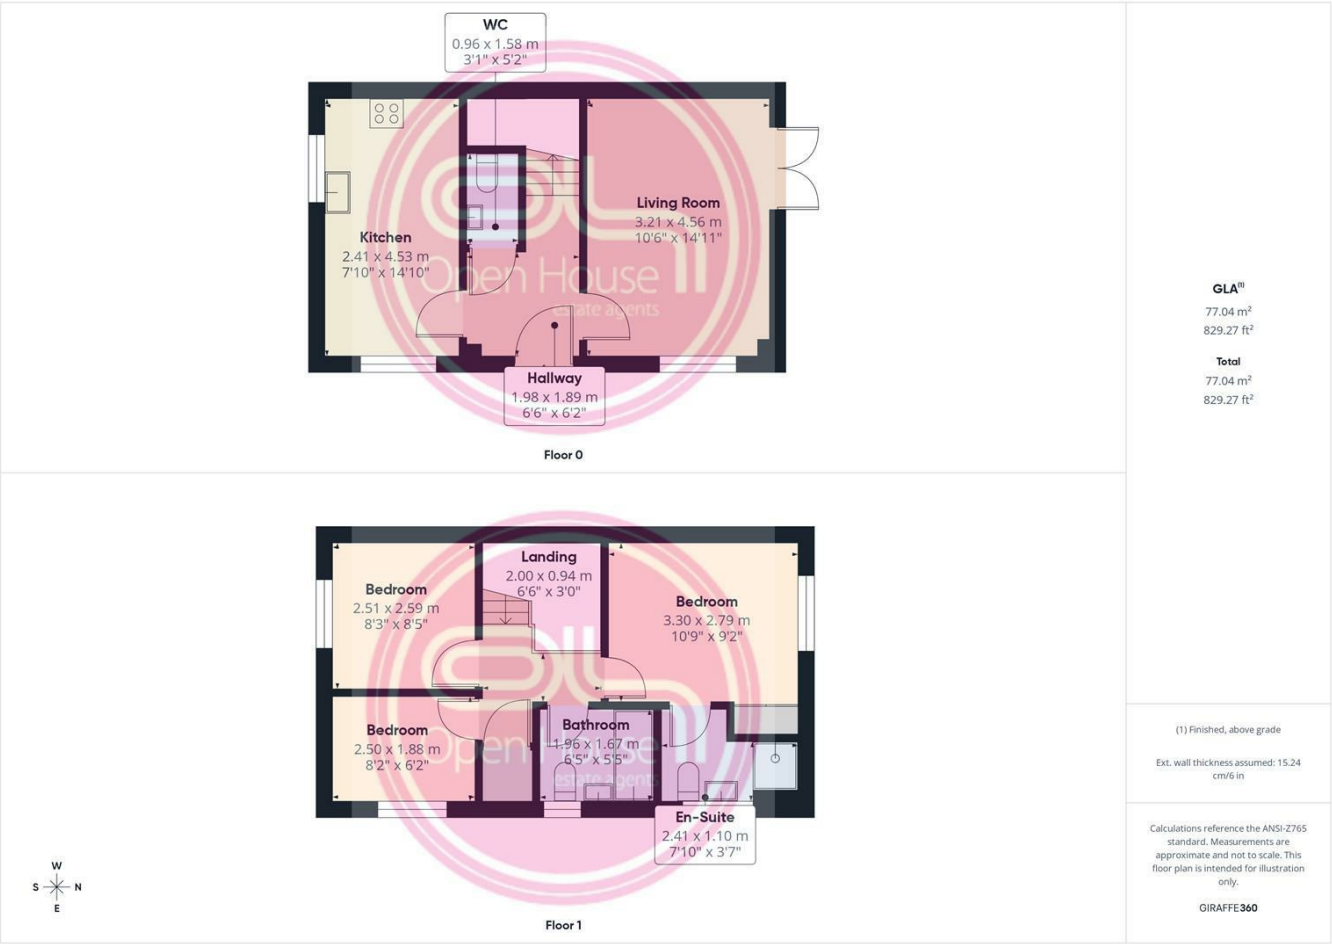 WC
0.96 x 1.58 m
3'1" x 5'2"
Kitchen
2.41 x 4.53 m
7'10" x 14'10"
Living Room
3.21 x 4.56 m
10'6" x 14'11"
Open House
estate agents
Hallway
1.98 x 1.89 m
6'6" x 6'2"
Floor 0
Landing
2.00 x 0.94 m
6'6" x 3'0"
Bedroom
2.51 x 2.59 m
8'3" x 8'5"
Bedroom
3.30 x 2.79 m
10'9" x 9'2"
Bedroom
2.50 x 1.88 m
8'2" x 6'2"
Bathroom
1.96 x 1.67 m
6'5" x 5'5"
Open House
estate agents
En-Suite
2.41 x 1.10 m
7'10" x 3'7"
W
S N
E
Floor 1
GLA⁽¹⁾
77.04 m²
829.27 ft²
Total
77.04 m²
829.27 ft²
(1) Finished, above grade
Ext. wall thickness assumed: 15.24
cm/6 in
Calculations reference the ANSI-Z765
standard. Measurements are
approximate and not to scale. This
floor plan is intended for illustration
only.
GIRAFFE360